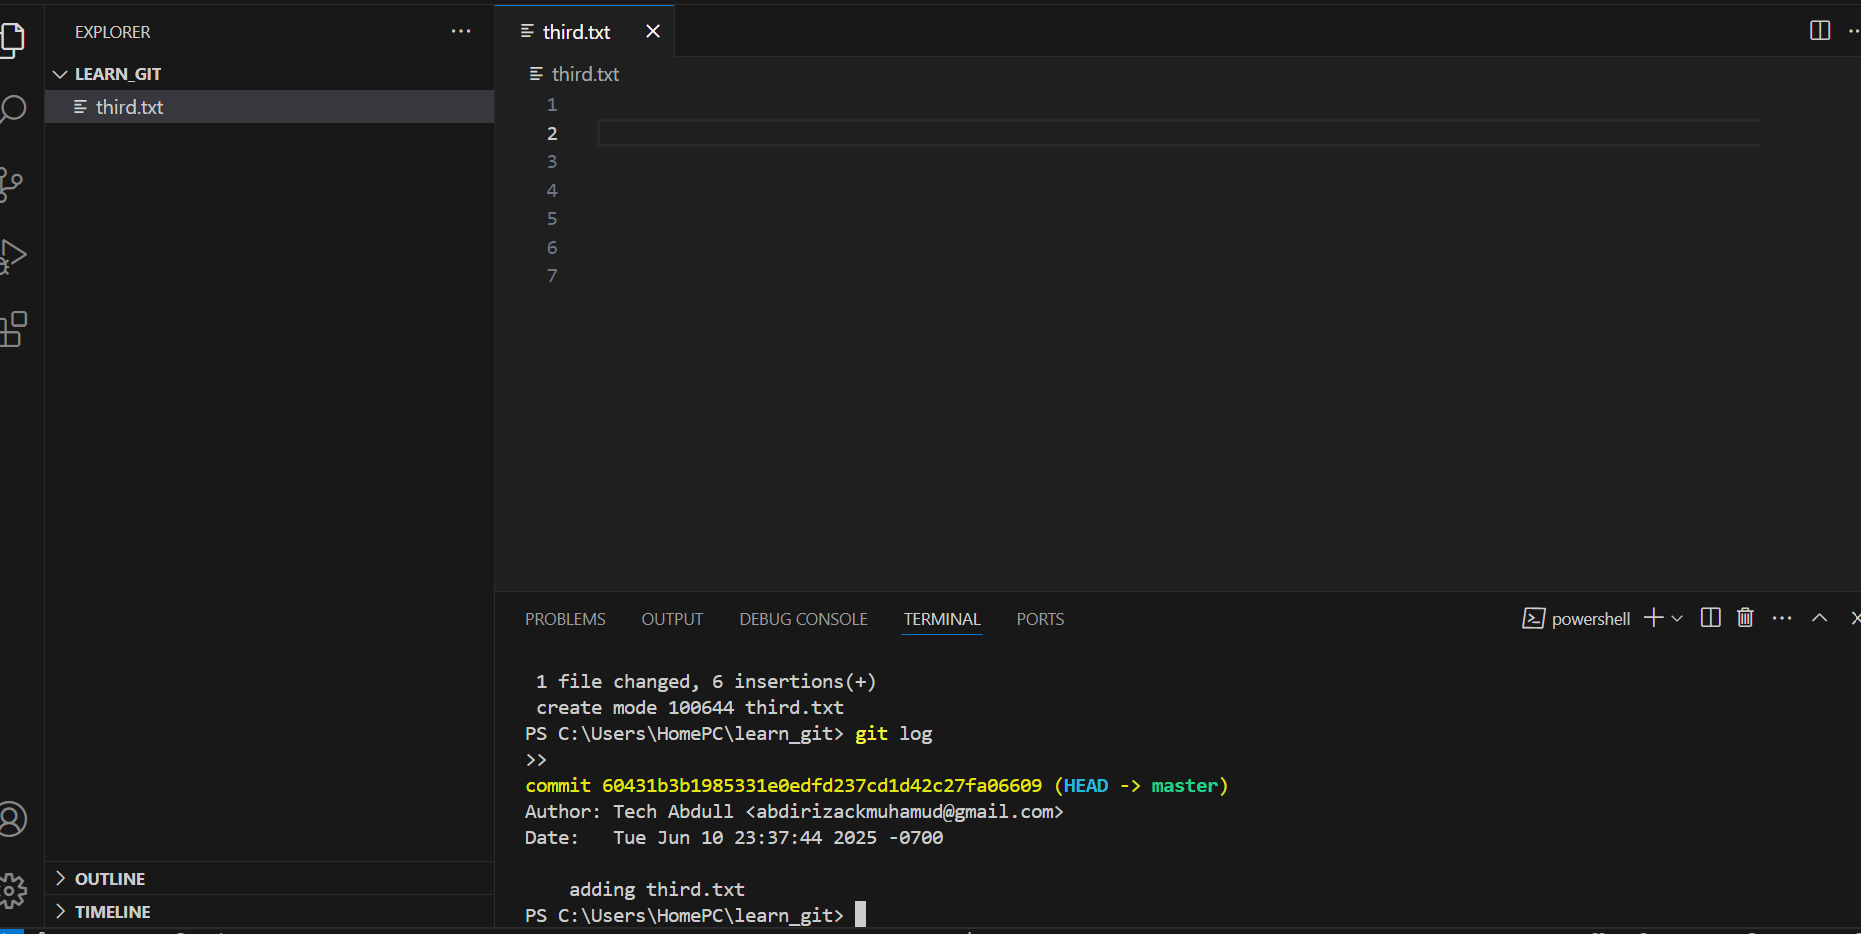 EXPLORER
LEARN_GIT
third.txt
third.txt
third.txt
1
2
3
4
5
6
7
PROBLEMS OUTPUT DEBUG CONSOLE TERMINAL PORTS powershell
1 file changed, 6 insertions(+)
create mode 100644 third.txt
PS C:\Users\HomePC\learn_git> git log
>>
commit 60431b3b1985331e0edfd237cd1d42c27fa06609 (HEAD -> master)
Author: Tech Abdull <abdirizackmuhamud@gmail.com>
Date:   Tue Jun 10 23:37:44 2025 -0700
adding third.txt
PS C:\Users\HomePC\learn_git>
OUTLINE
TIMELINE